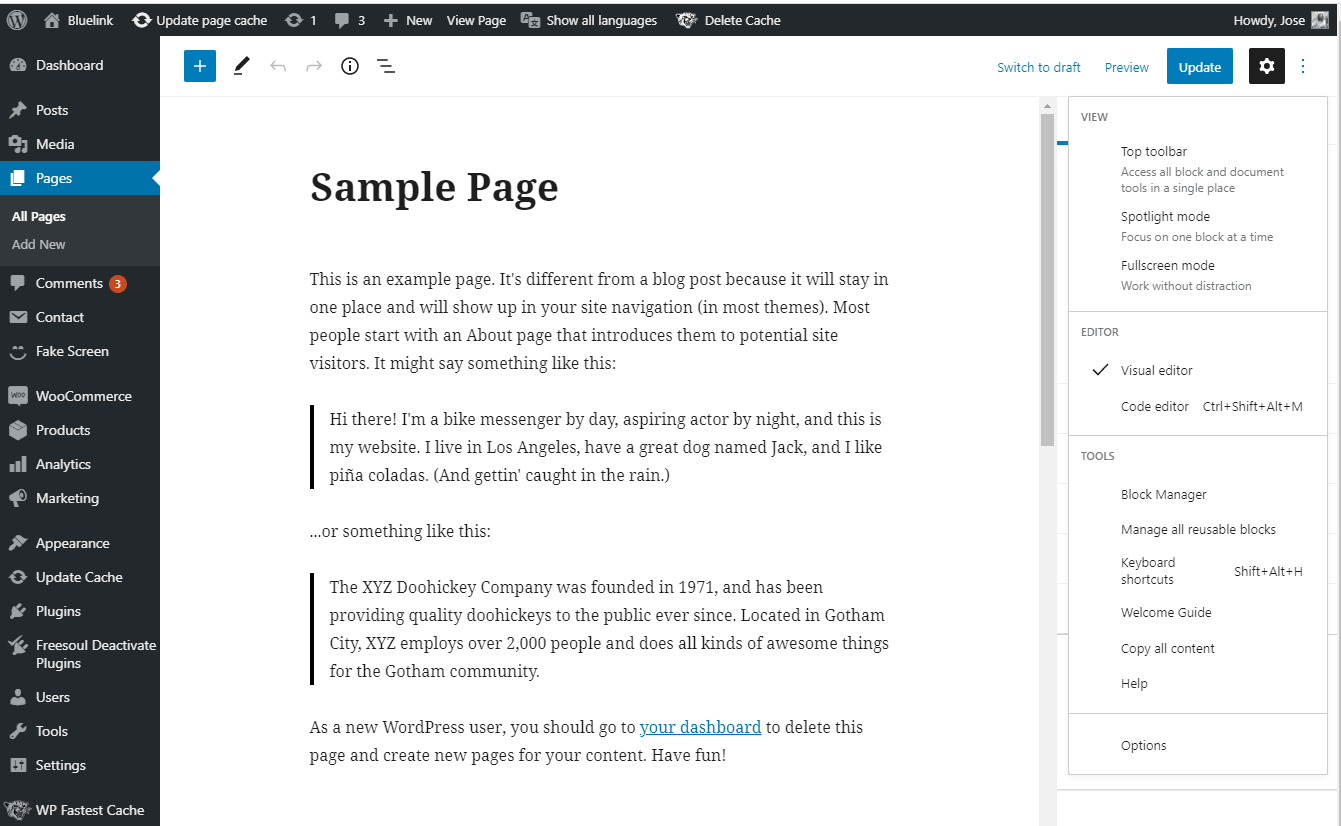 Bluelink
Update page cache
1
3
New
View Page
Show all languages
Delete Cache
Howdy, Jose
Dashboard
Posts
Media
Pages
All Pages
Add New
Comments 3
Contact
Fake Screen
WooCommerce
Products
Analytics
Marketing
Appearance
Update Cache
Plugins
Freesoul Deactivate
Plugins
Users
Tools
Settings
WP Fastest Cache
Switch to draft
Preview
Update
Sample Page
This is an example page. It's different from a blog post because it will stay in
one place and will show up in your site navigation (in most themes). Most
people start with an About page that introduces them to potential site
visitors. It might say something like this:
Hi there! I'm a bike messenger by day, aspiring actor by night, and this is
my website. I live in Los Angeles, have a great dog named Jack, and I like
piña coladas. (And gettin' caught in the rain.)
...or something like this:
The XYZ Doohickey Company was founded in 1971, and has been
providing quality doohickeys to the public ever since. Located in Gotham
City, XYZ employs over 2,000 people and does all kinds of awesome things
for the Gotham community.
As a new WordPress user, you should go to your dashboard to delete this
page and create new pages for your content. Have fun!
VIEW
Top toolbar
Access all block and document
tools in a single place
Spotlight mode
Focus on one block at a time
Fullscreen mode
Work without distraction
EDITOR
Visual editor
Code editor Ctrl+Shift+Alt+M
TOOLS
Block Manager
Manage all reusable blocks
Keyboard
shortcuts
Shift+Alt+H
Welcome Guide
Copy all content
Help
Options